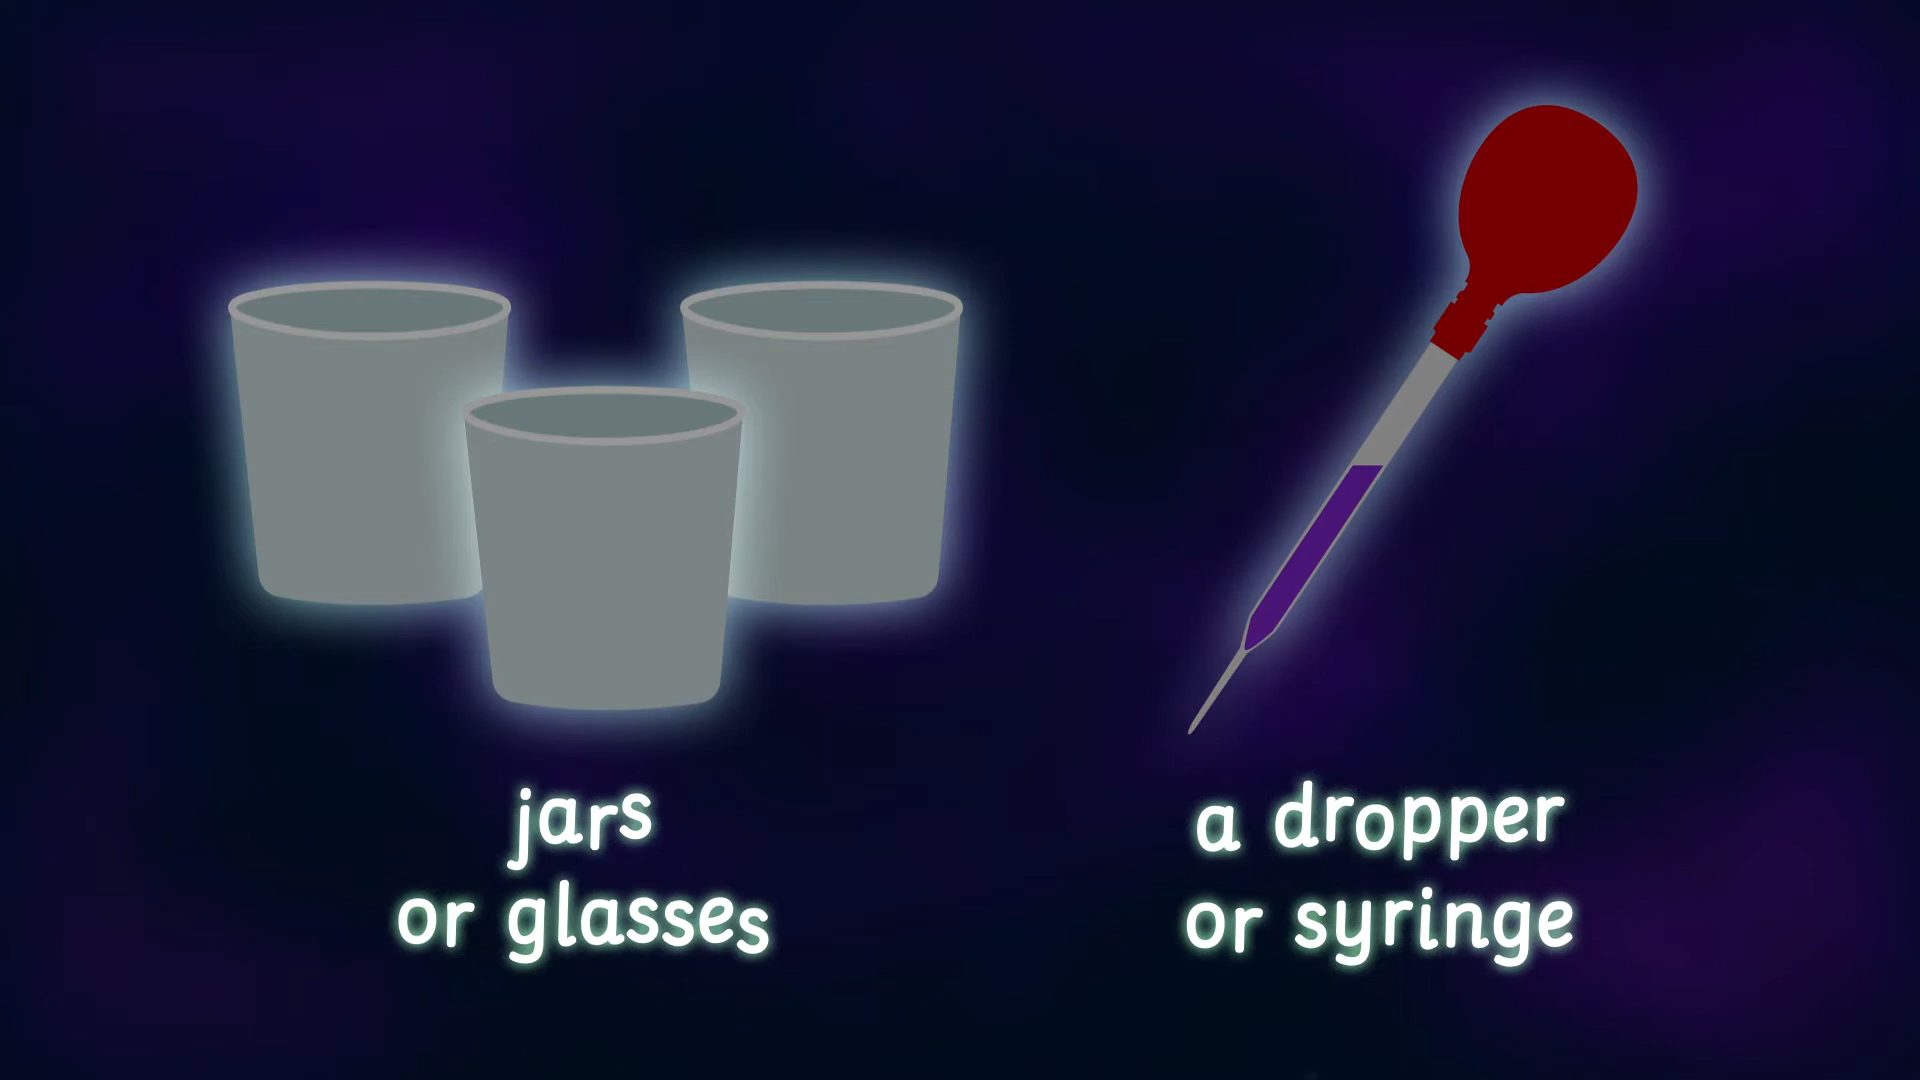 jars
or glasses
a dropper
or syringe